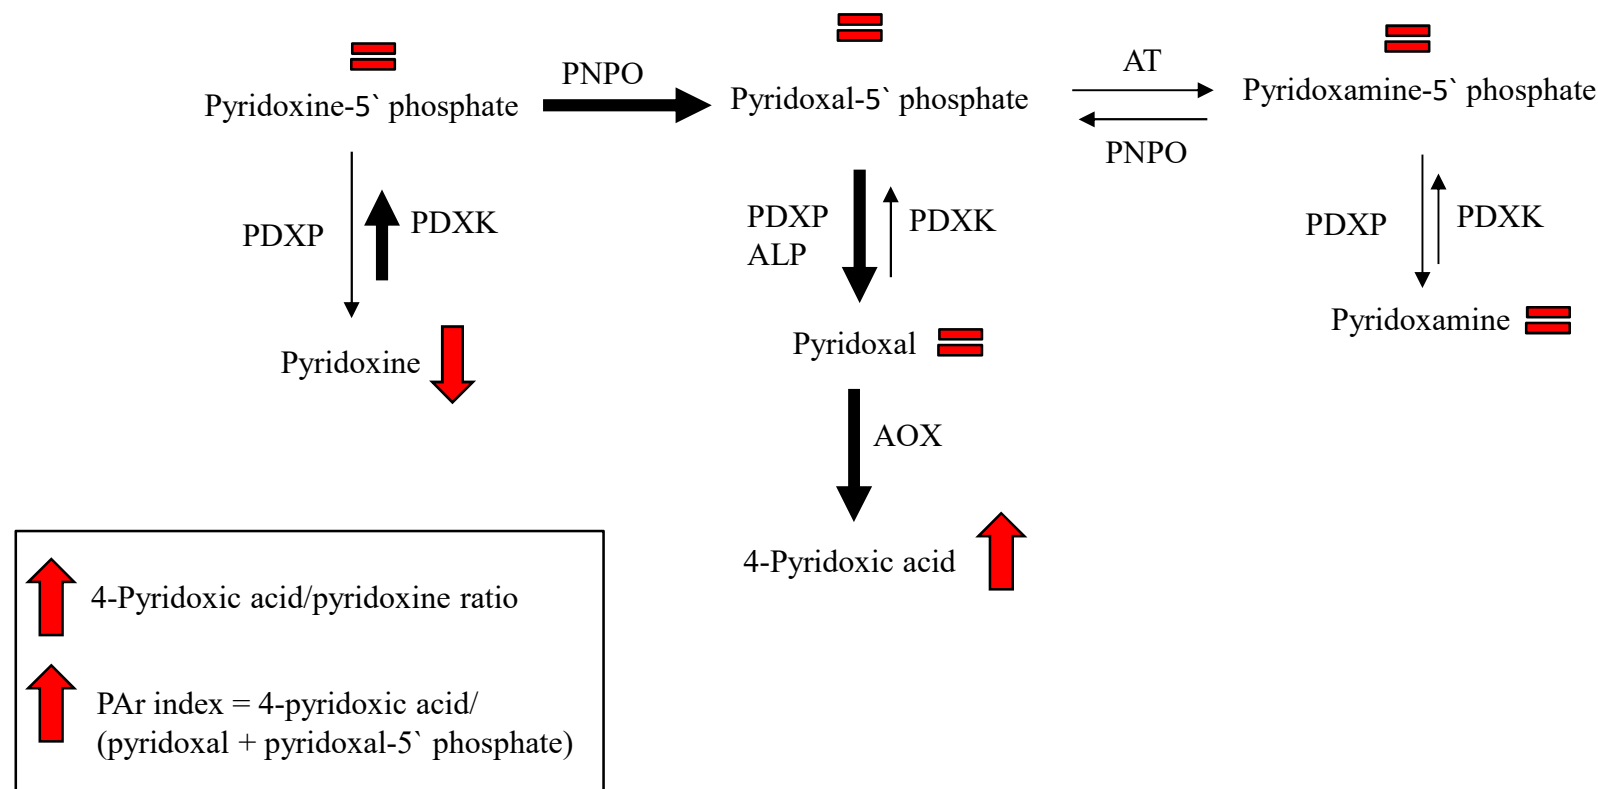 PNPO
AT
Pyridoxine-5` phosphate
Pyridoxal-5` phosphate
Pyridoxamine-5` phosphate
PNPO
PDXP
PDXK
PDXP
ALP
PDXK
PDXP
PDXK
Pyridoxine
Pyridoxal
Pyridoxamine
AOX
4-Pyridoxic acid
4-Pyridoxic acid/pyridoxine ratio
PAr index = 4-pyridoxic acid/
(pyridoxal + pyridoxal-5` phosphate)